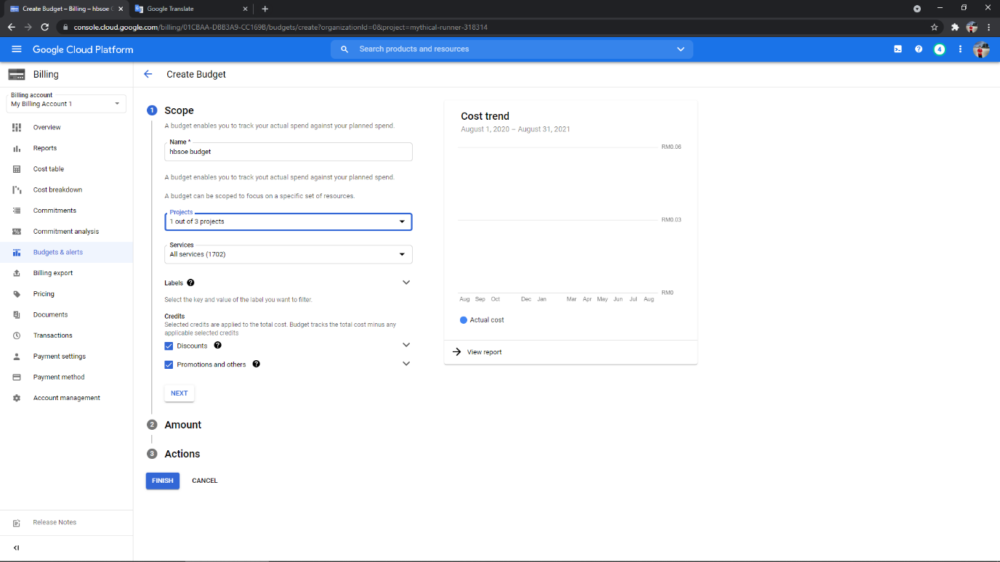 Create Budget – Billing – hbsoe
Google Translate
console.cloud.google.com/billing/01CBAA-DBB3A9-CC169B/budgets/create?organizationId=0&project=mythical-runner-318314
Google Cloud Platform
Search products and resources
4
Billing
Billing account
My Billing Account 1
Overview
Reports
Cost table
Cost breakdown
Commitments
Commitment analysis
Budgets & alerts
Billing export
Pricing
Documents
Transactions
Payment settings
Payment method
Account management
Release Notes
Create Budget
1 Scope
A budget enables you to track your actual spend against your planned spend.
Name *
hbsoe budget
A budget enables you to track yout actual spend against your planned spend.
A budget can be scoped to focus on a specific set of resources.
Projects
1 out of 3 projects
Services
All services (1702)
Labels
Select the key and value of the label you want to filter.
Credits
Selected credits are applied to the total cost. Budget tracks the total cost minus any
applicable selected credits
Discounts
Promotions and others
NEXT
2 Amount
3 Actions
FINISH CANCEL
Cost trend
August 1, 2020 – August 31, 2021
RM0.06
RM0.03
RM0
Aug Sep Oct Dec Jan Mar Apr May Jun Jul Aug
Actual cost
View report